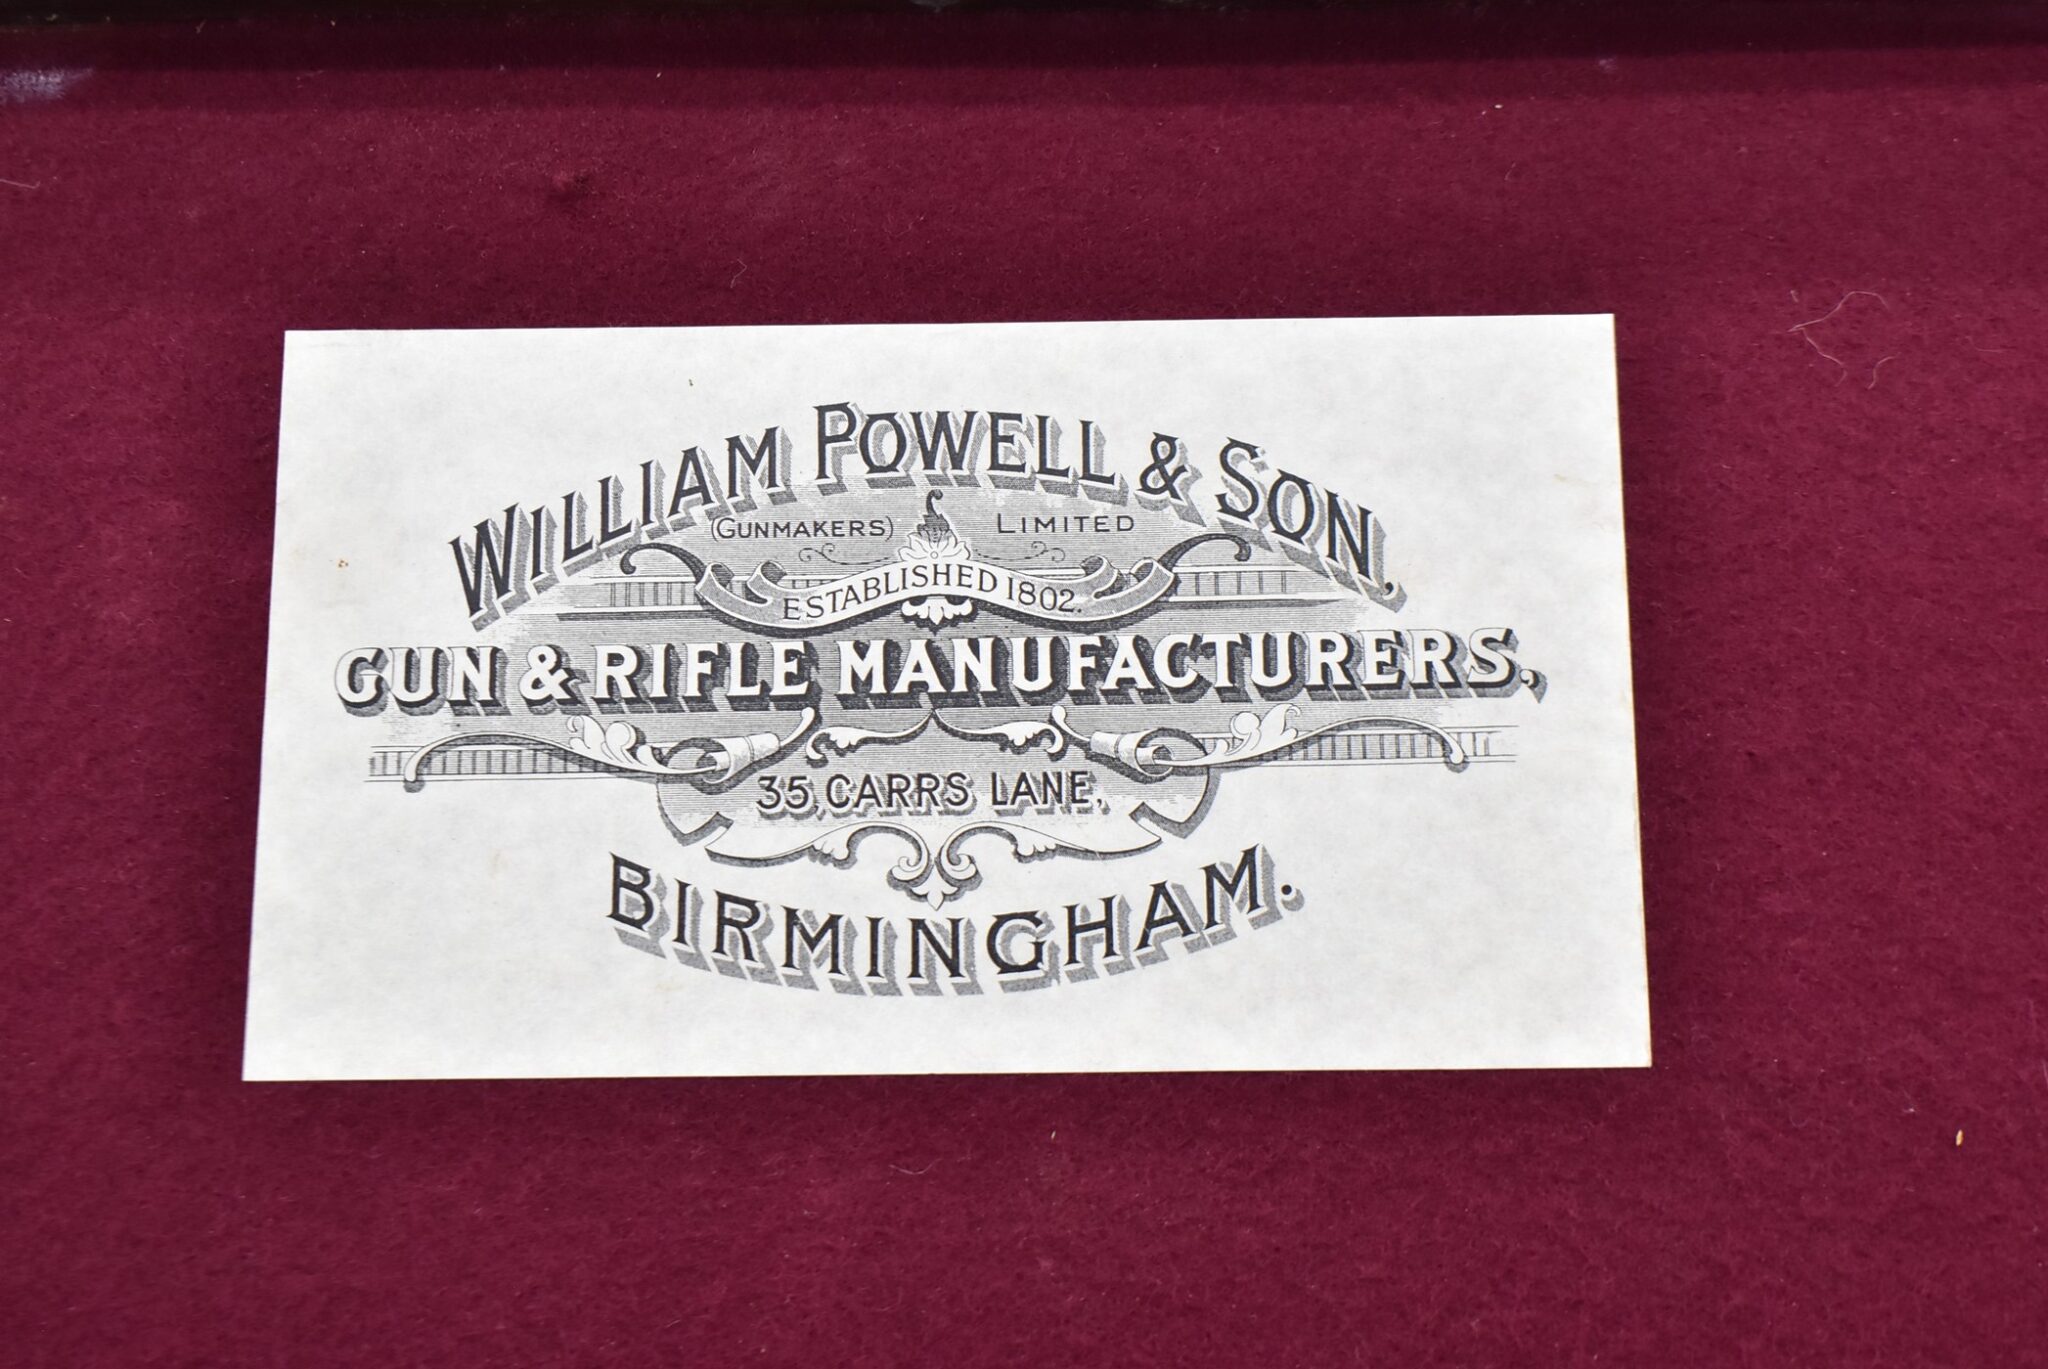 WILLIAM POWELL & SON,
(GUNMAKERS) LIMITED
ESTABLISHED 1802.
GUN & RIFLE MANUFACTURERS.,
35, CARRS LANE,
BIRMINGHAM.